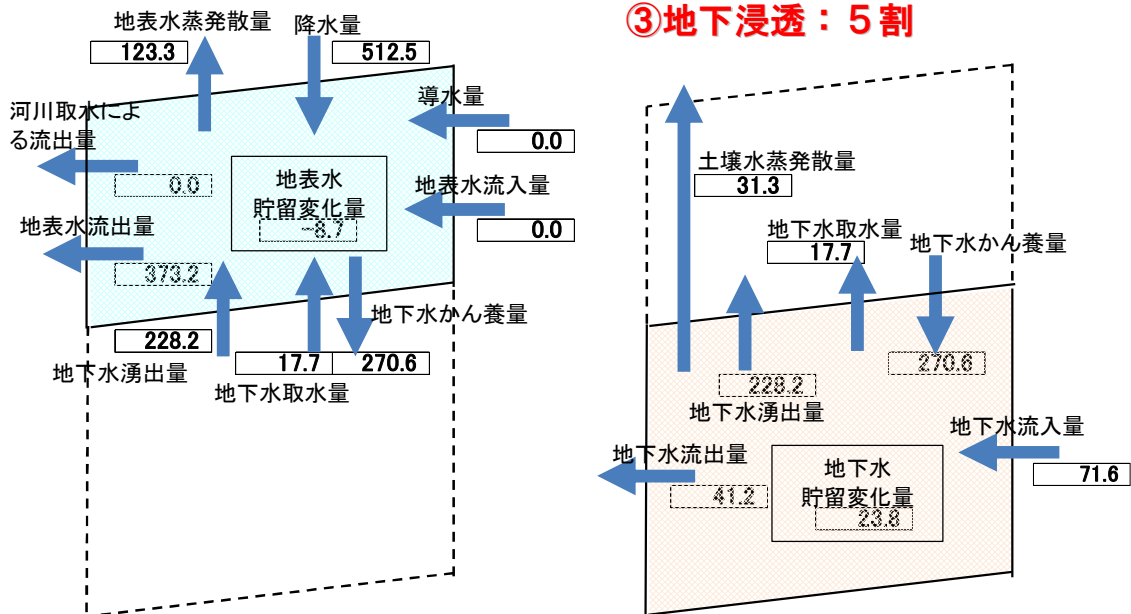 ③地下浸透：５割
地表水蒸発散量
123.3
降水量
512.5
河川取水によ
る流出量
0.0
導水量
0.0
地表水
貯留変化量
-8.7
地表水流入量
0.0
地表水流出量
373.2
228.2
地下水湧出量
17.7
地下水取水量
地下水かん養量
270.6
土壌水蒸発散量
31.3
地下水取水量
17.7
地下水かん養量
270.6
228.2
地下水湧出量
地下水流出量
41.2
地下水
貯留変化量
23.8
地下水流入量
71.6